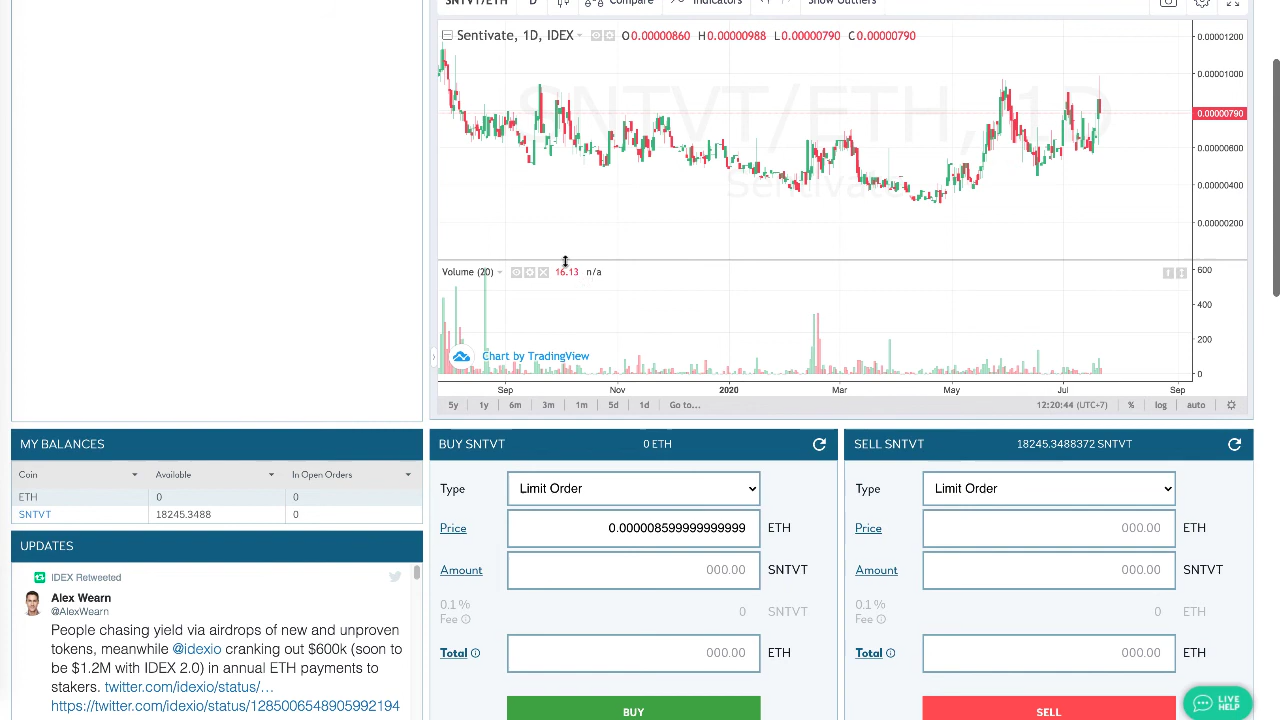 SNTVT/ETH D Compare Indicators Show Outliers
Sentivate, 1D, IDEX O0.00000860 H0.00000988 L0.00000790 C0.00000790
SNTVT/ETH, 1D
Sentivate
0.00001200
0.00001000
0.00000790
0.00000600
0.00000400
0.00000200
Volume (20) 16.13 n/a
600
400
200
0
Chart by TradingView
Sep Nov 2020 Mar May Jul Sep
5y 1y 6m 3m 1m 5d 1d Go to... 12:20:44 (UTC+7) % log auto
MY BALANCES
Coin Available In Open Orders
ETH 0 0
SNTVT 18245.3488 0
UPDATES
IDEX Retweeted
Alex Wearn
@AlexWearn
People chasing yield via airdrops of new and unproven
tokens, meanwhile @idexio cranking out $600k (soon to
be $1.2M with IDEX 2.0) in annual ETH payments to
stakers. twitter.com/idexio/status/…
https://twitter.com/idexio/status/1285006548905992194
BUY SNTVT 0 ETH
Type Limit Order
Price 0.000008599999999999 ETH
Amount 000.00 SNTVT
0.1 % 0 SNTVT
Fee
Total 000.00 ETH
BUY
SELL SNTVT 18245.3488372 SNTVT
Type Limit Order
Price 000.00 ETH
Amount 000.00 SNTVT
0.1 % 0 ETH
Fee
Total 000.00 ETH
SELL
LIVE
HELP